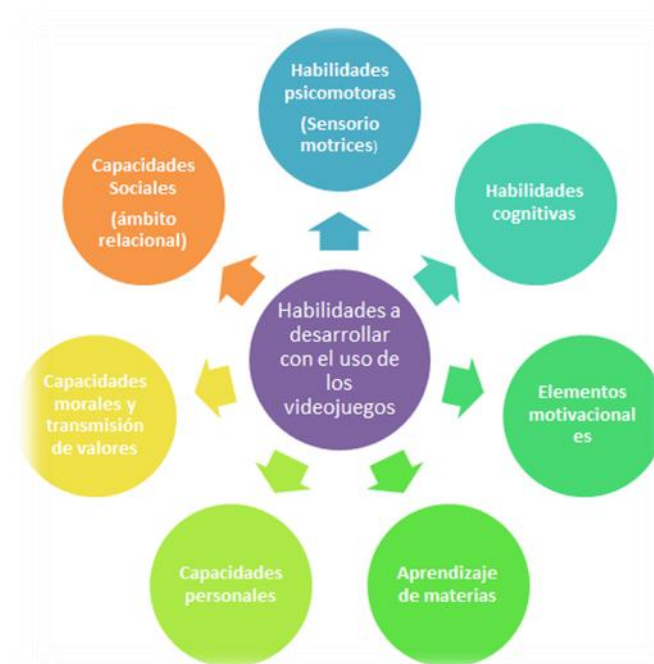 Habilidades
psicomotoras
(Sensorio
motrices)
Habilidades
cognitivas
Elementos
motivacional
es
Aprendizaje
de materias
Capacidades
personales
Capacidades
morales y
transmisión
de valores
Capacidades
Sociales
(ámbito
relacional)
Habilidades a
desarrollar
con el uso de
los
videojuegos